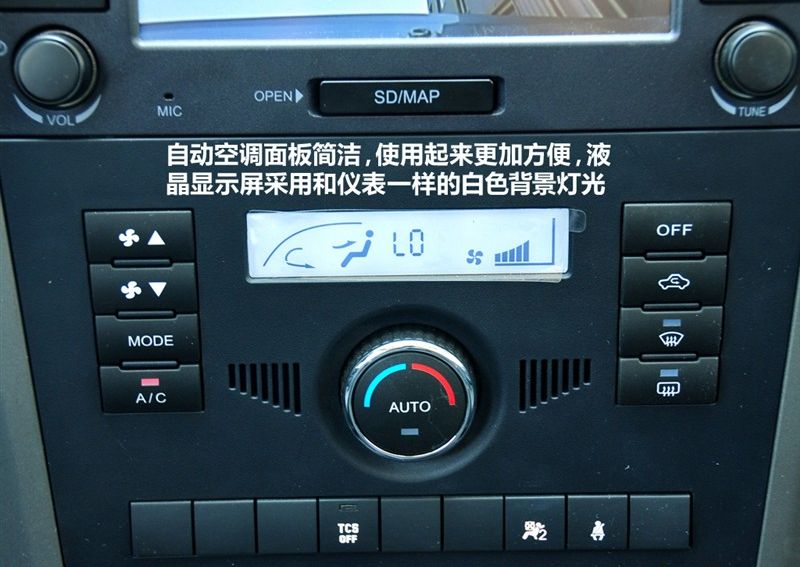 VOL
MIC
OPEN
SD/MAP
TUNE
自动空调面板简洁,使用起来更加方便,液
晶显示屏采用和仪表一样的白色背景灯光
LO
OFF
MODE
A/C
AUTO
TCS
OFF
2